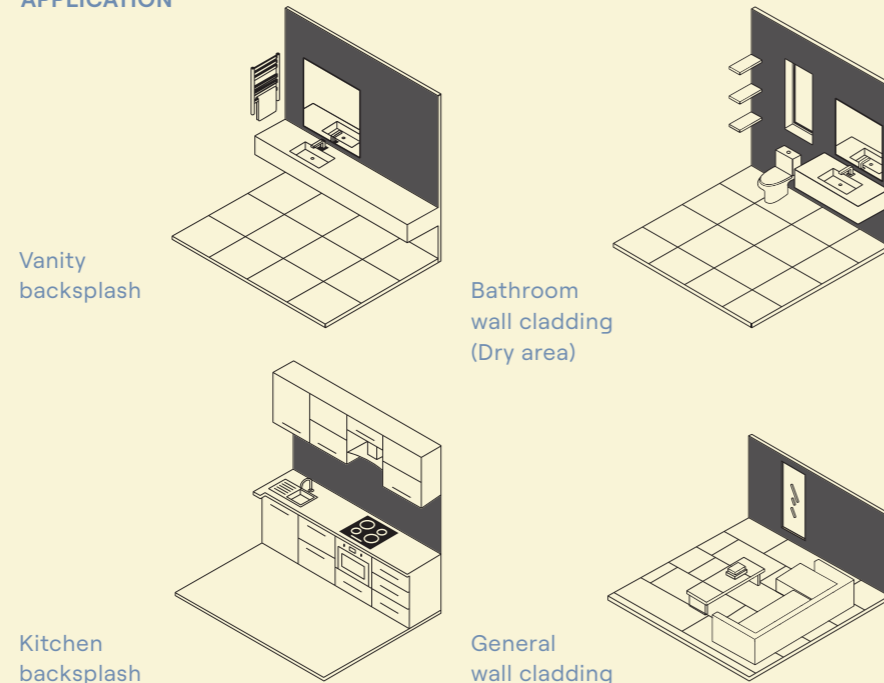 APPLICATION
Vanity
backsplash
Bathroom
wall cladding
(Dry area)
Kitchen
backsplash
General
wall cladding